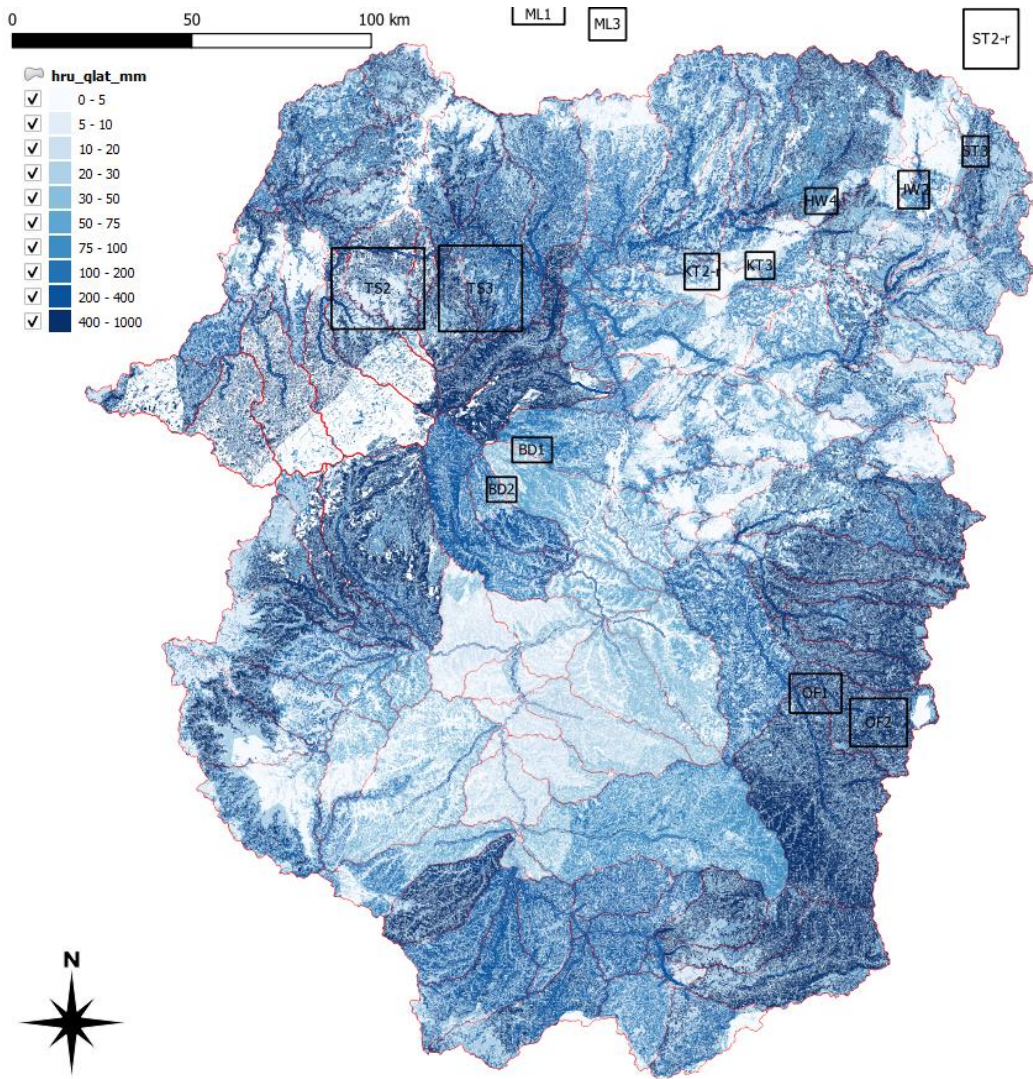 0 50 100 km
ML1
ML3
ST2-r
hru_qlat_mm
0 - 5
5 - 10
10 - 20
20 - 30
30 - 50
50 - 75
75 - 100
100 - 200
200 - 400
400 - 1000
ST3
HW2
HW4
KT2-r
KT3
TS2
TS3
BD1
BD2
OF1
OF2
N